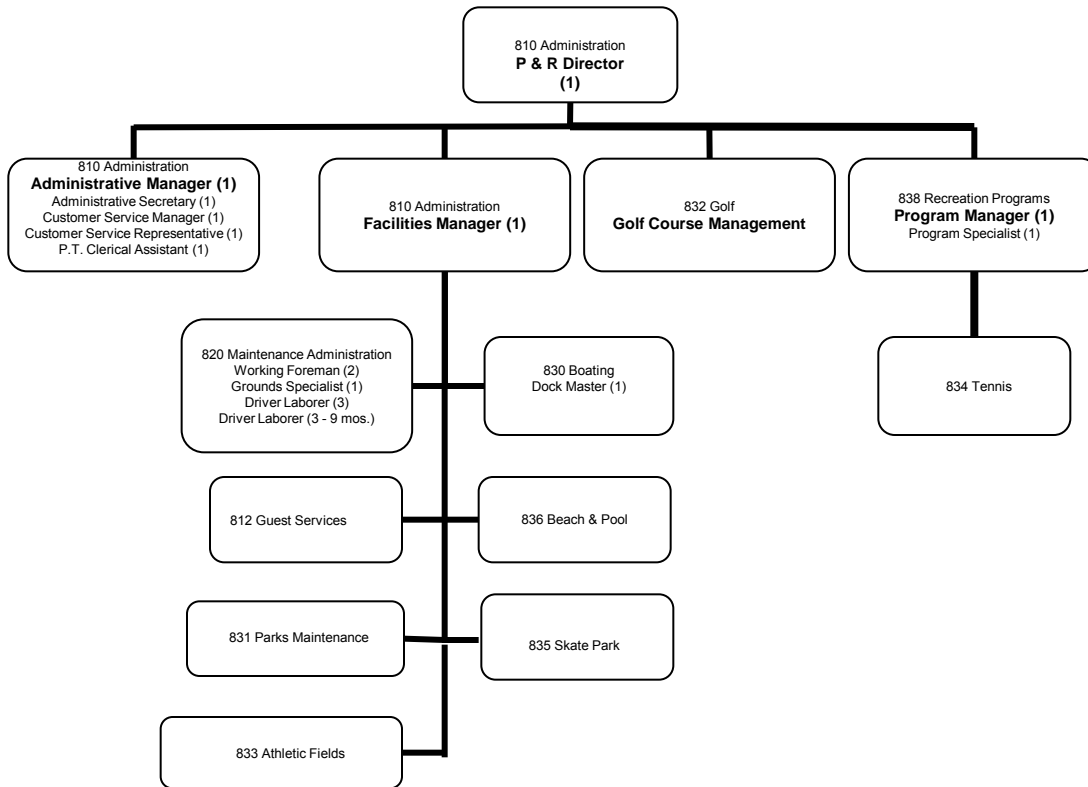 810 Administration
P & R Director
(1)
810 Administration
Administrative Manager (1)
Administrative Secretary (1)
Customer Service Manager (1)
Customer Service Representative (1)
P.T. Clerical Assistant (1)
810 Administration
Facilities Manager (1)
832 Golf
Golf Course Management
838 Recreation Programs
Program Manager (1)
Program Specialist (1)
820 Maintenance Administration
Working Foreman (2)
Grounds Specialist (1)
Driver Laborer (3)
Driver Laborer (3 - 9 mos.)
830 Boating
Dock Master (1)
834 Tennis
812 Guest Services
836 Beach & Pool
831 Parks Maintenance
835 Skate Park
833 Athletic Fields